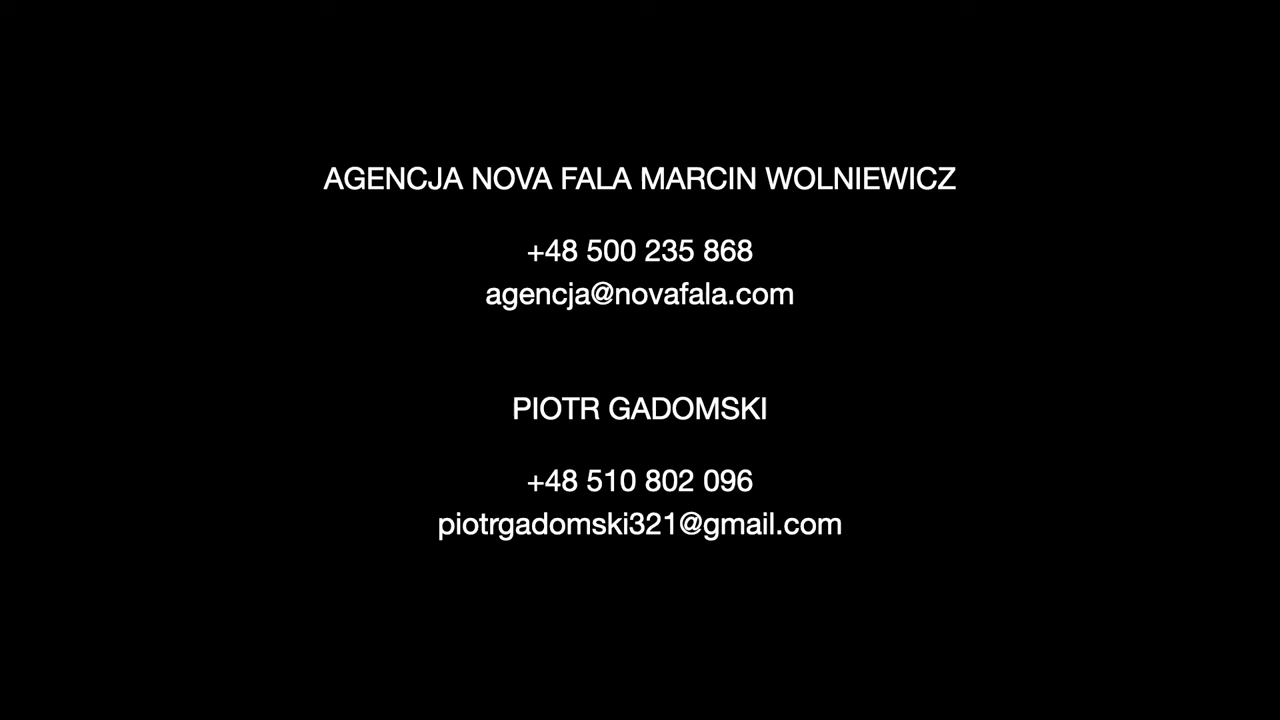 AGENCJA NOVA FALA MARCIN WOLNIEWICZ
+48 500 235 868
agencja@novafala.com
PIOTR GADOMSKI
+48 510 802 096
piotrgadomski321@gmail.com